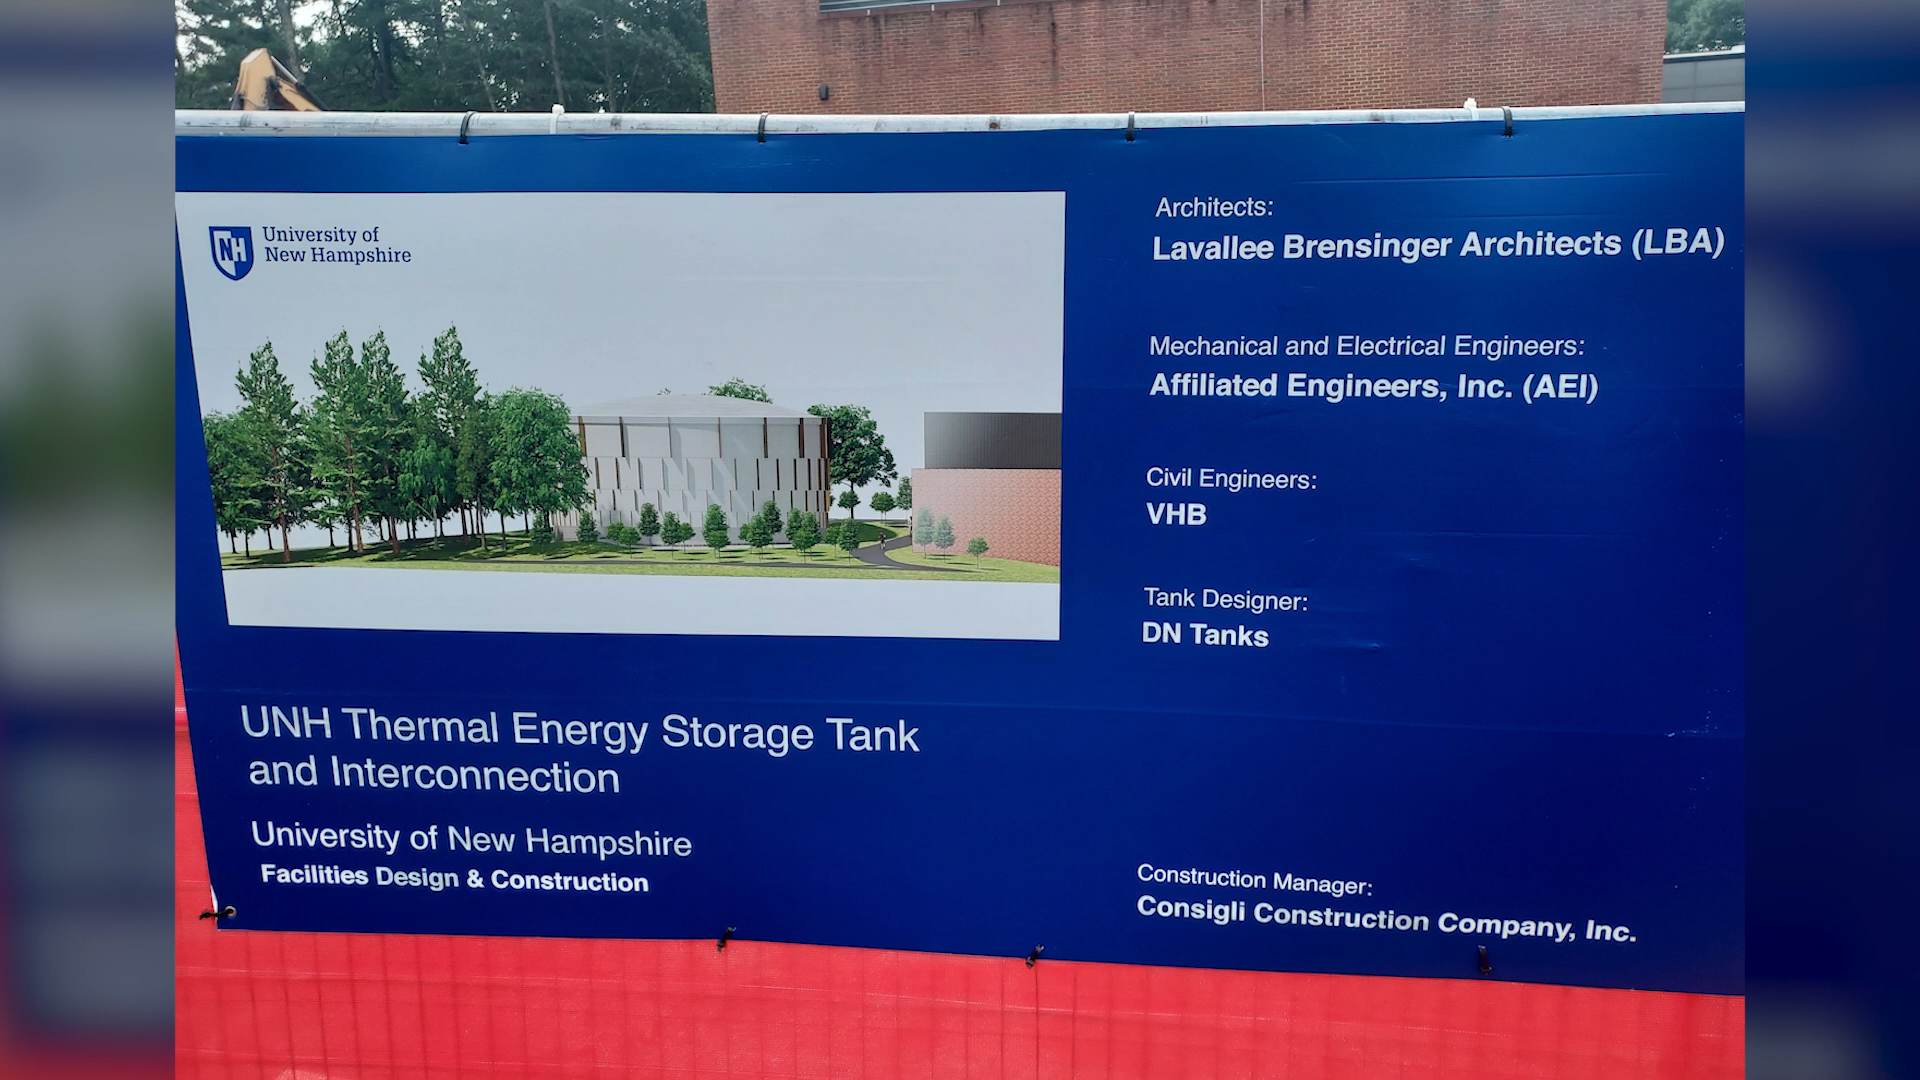 NH
University of
New Hampshire
UNH Thermal Energy Storage Tank
and Interconnection
University of New Hampshire
Facilities Design & Construction
Architects:
Lavallee Brensinger Architects (LBA)
Mechanical and Electrical Engineers:
Affiliated Engineers, Inc. (AEI)
Civil Engineers:
VHB
Tank Designer:
DN Tanks
Construction Manager:
Consigli Construction Company, Inc.